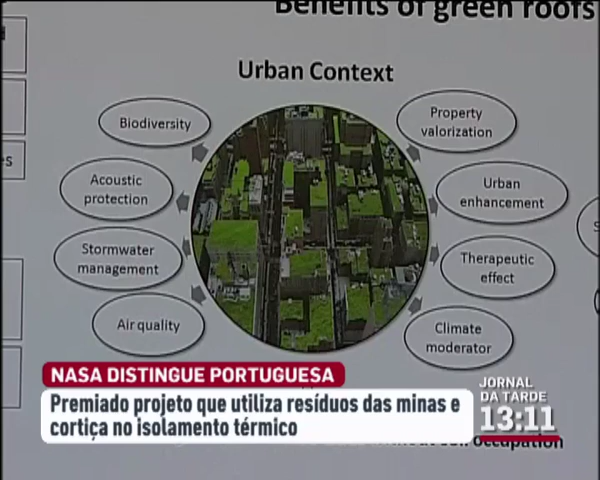 Benefits of green roofs
Urban Context
Biodiversity
Property
valorization
Acoustic
protection
Urban
enhancement
Stormwater
management
Therapeutic
effect
Air quality
Climate
moderator
NASA DISTINGUE PORTUGUESA
Premiado projeto que utiliza resíduos das minas e
cortiça no isolamento térmico
JORNAL
DA TARDE
13:11